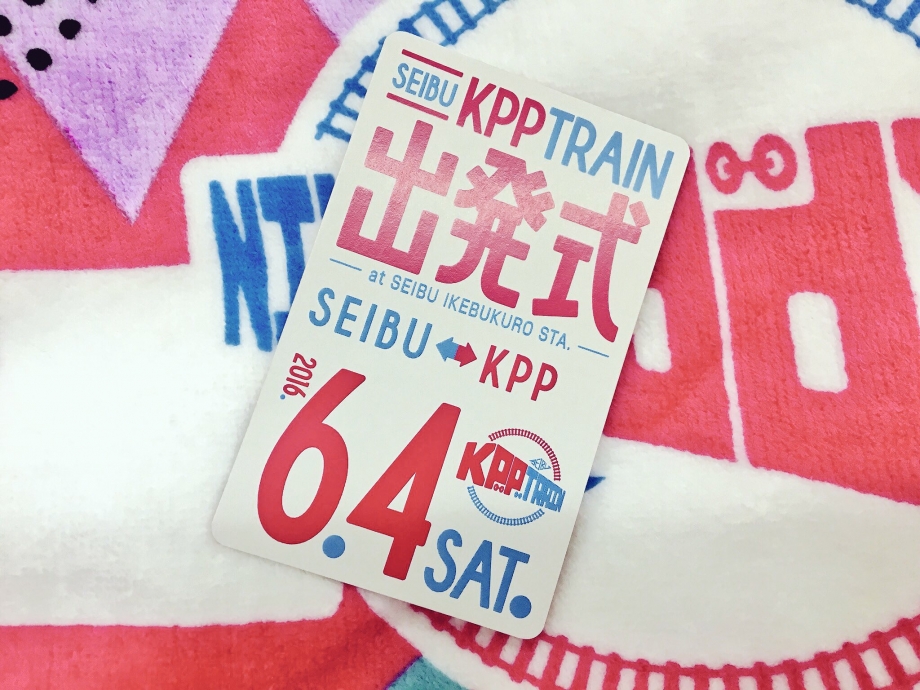 SEIBU KPP TRAIN
出発式
at SEIBU IKEBUKURO STA.
SEIBU KPP
2016.
6.4 SAT.
KPP TRAIN